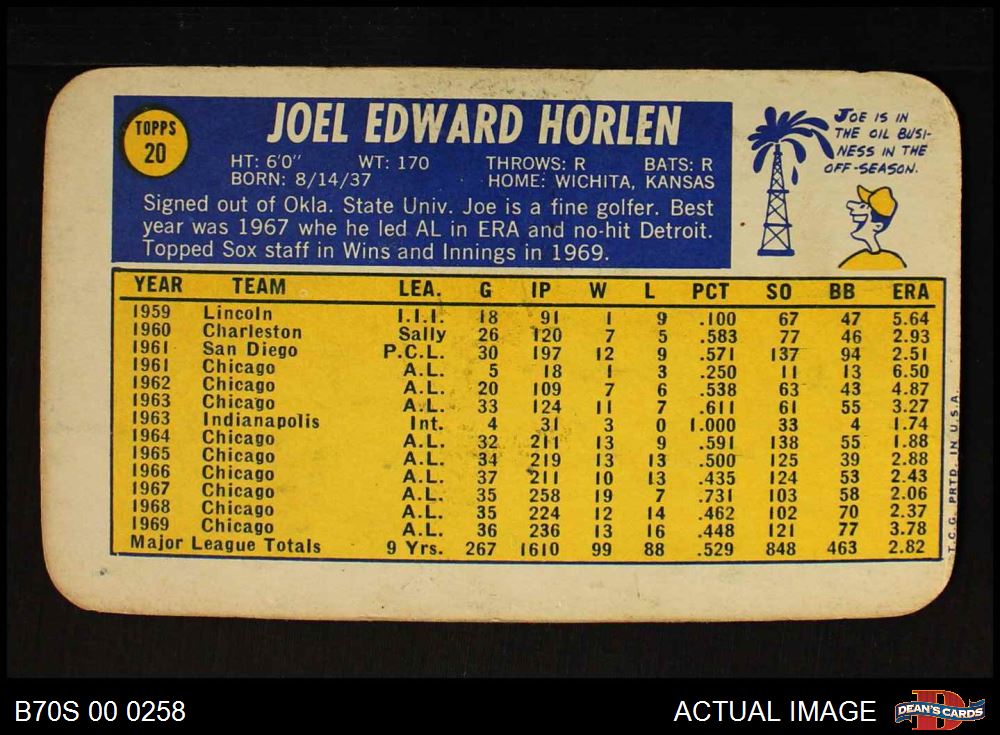 TOPPS
20
JOEL EDWARD HORLEN
HT: 6'0" WT: 170 THROWS: R BATS: R
BORN: 8/14/37 HOME: WICHITA, KANSAS
Signed out of Okla. State Univ. Joe is a fine golfer. Best
year was 1967 whe he led AL in ERA and no-hit Detroit.
Topped Sox staff in Wins and Innings in 1969.
JOE IS IN
THE OIL BUSI-
NESS IN THE
OFF-SEASON.
YEAR TEAM LEA. G IP W L PCT SO BB ERA
1959 Lincoln I.I.I. 18 91 1 9 .100 67 47 5.64
1960 Charleston Sally 26 120 7 5 .583 77 46 2.93
1961 San Diego P.C.L. 30 197 12 9 .571 137 94 2.51
1961 Chicago A.L. 5 18 1 3 .250 11 13 6.50
1962 Chicago A.L. 20 109 7 6 .538 63 43 4.87
1963 Chicago A.L. 33 124 11 7 .611 61 55 3.27
1963 Indianapolis Int. 4 31 3 0 1.000 33 4 1.74
1964 Chicago A.L. 32 211 13 9 .591 138 55 1.88
1965 Chicago A.L. 34 219 13 13 .500 125 39 2.88
1966 Chicago A.L. 37 211 10 13 .435 124 53 2.43
1967 Chicago A.L. 35 258 19 7 .731 103 58 2.06
1968 Chicago A.L. 35 224 12 14 .462 102 70 2.37
1969 Chicago A.L. 36 236 13 16 .448 121 77 3.78
Major League Totals 9 Yrs. 267 1610 99 88 .529 848 463 2.82
T.C.G. PRTD. IN U.S.A.
B70S 00 0258
ACTUAL IMAGE
DEAN'S CARDS